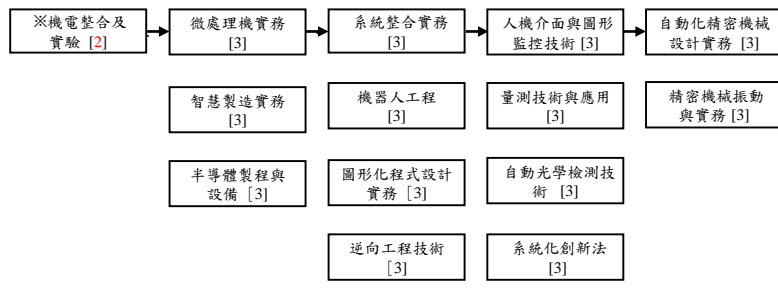 ※機電整合及
實驗 [2]
微處理機實務
[3]
系統整合實務
[3]
人機介面與圖形
監控技術 [3]
自動化精密機械
設計實務 [3]
智慧製造實務
[3]
機器人工程
[3]
量測技術與應用
[3]
精密機械振動
與實務 [3]
半導體製程與
設備 [3]
圖形化程式設計
實務 [3]
自動光學檢測技
術 [3]
逆向工程技術
[3]
系統化創新法
[3]